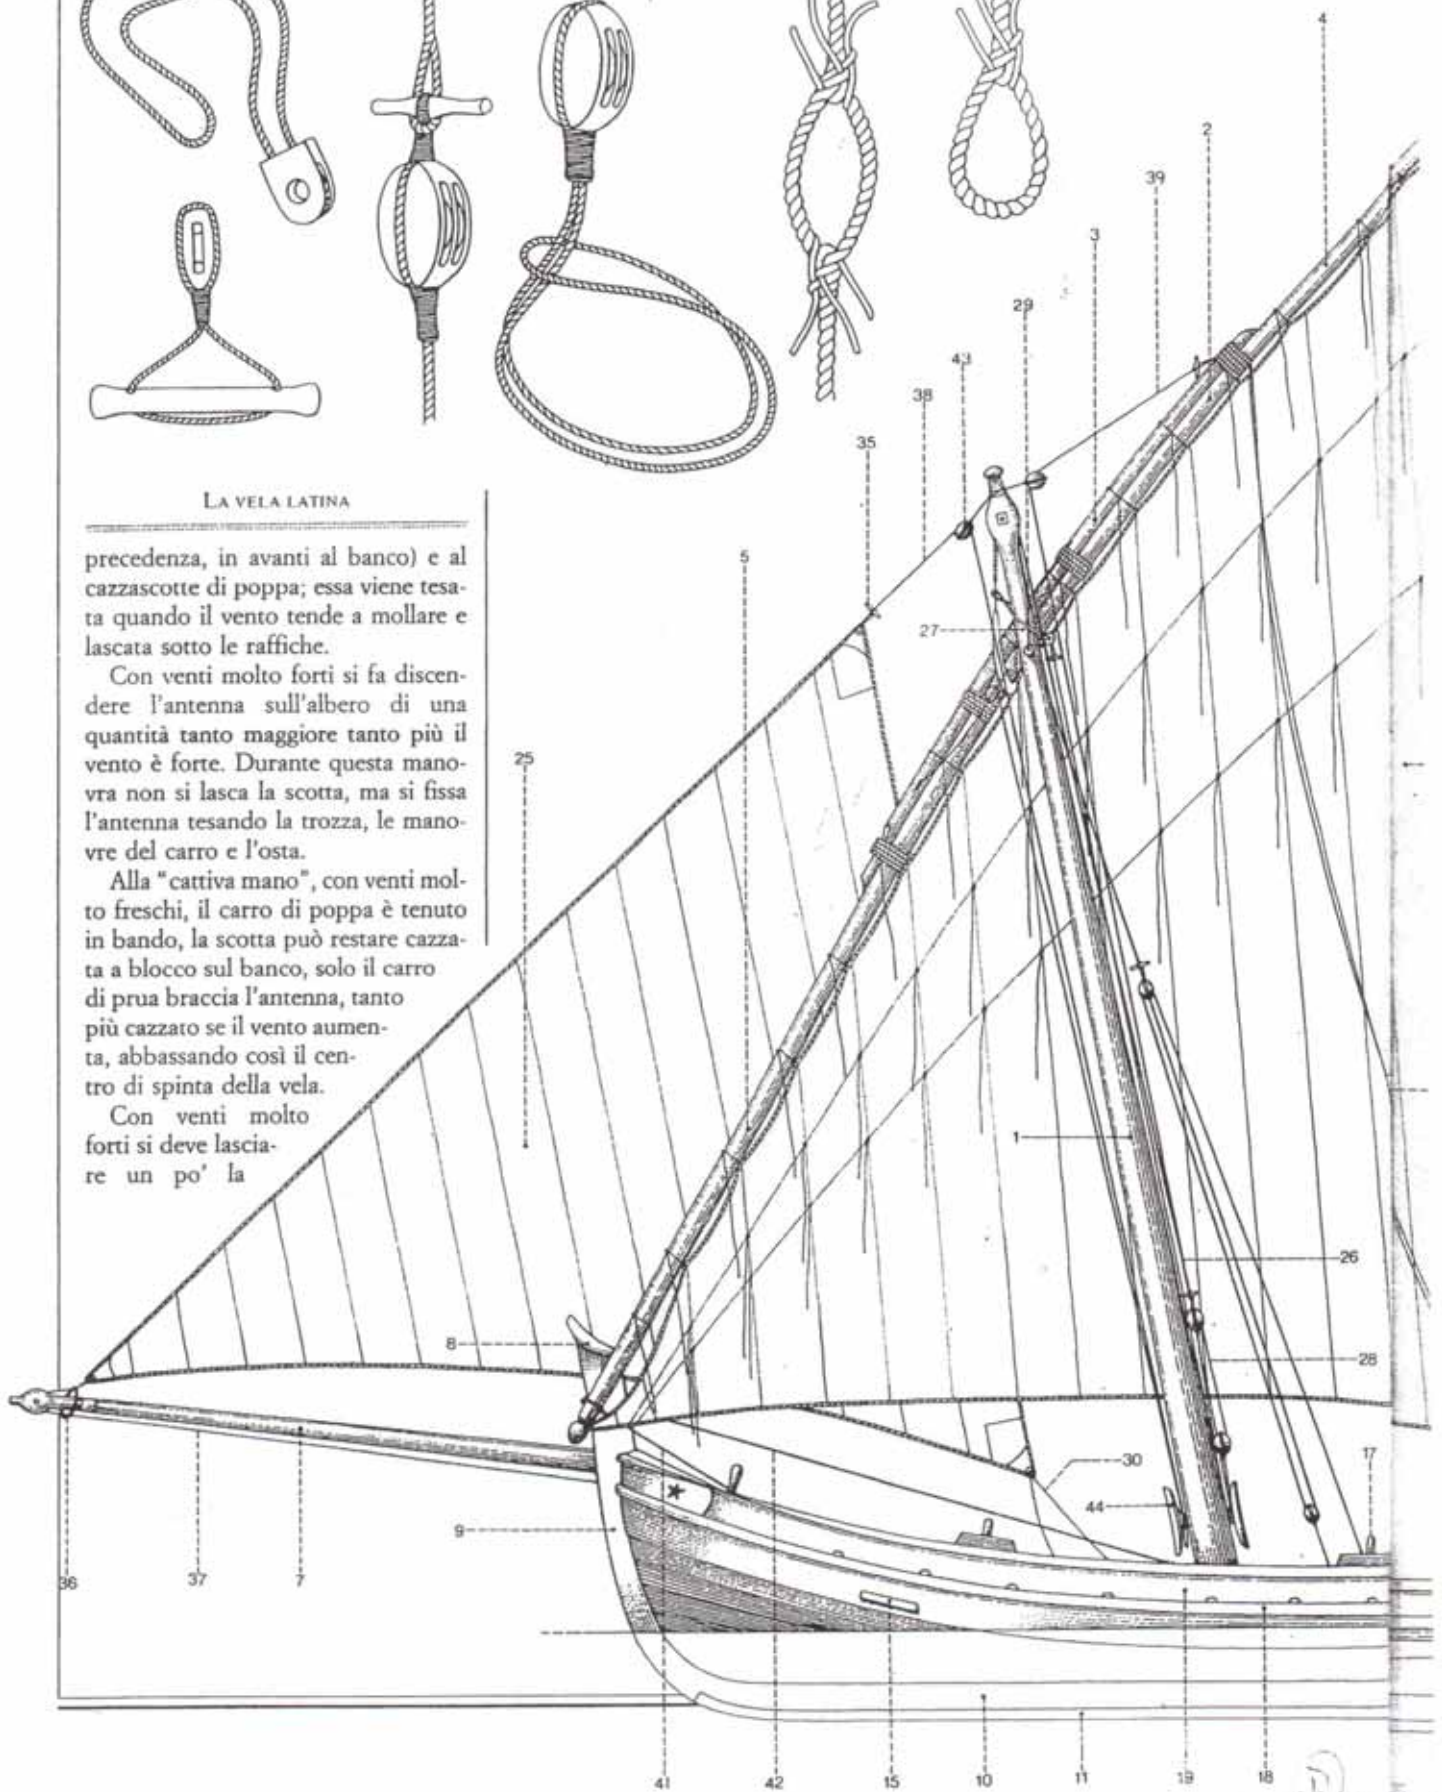 4
2
39
3
29
43
38
35
LA VELA LATINA
precedenza, in avanti al banco) e al
cazzascotte di poppa; essa viene tesa-
ta quando il vento tende a mollare e
lascata sotto le raffiche.
Con venti molto forti si fa discen-
dere l'antenna sull'albero di una
quantità tanto maggiore tanto più il
vento è forte. Durante questa mano-
vra non si lasca la scotta, ma si fissa
l'antenna tesando la trozza, le mano-
vre del carro e l'osta.
Alla "cattiva mano", con venti mol-
to freschi, il carro di poppa è tenuto
in bando, la scotta può restare cazza-
ta a blocco sul banco, solo il carro
di prua braccia l'antenna, tanto
più cazzato se il vento aumen-
ta, abbassando così il cen-
tro di spinta della vela.
Con venti molto
forti si deve lascia-
re un po' la
5
27
25
1
26
8
28
17
30
44
9
36
37
7
41
42
15
10
11
19
18